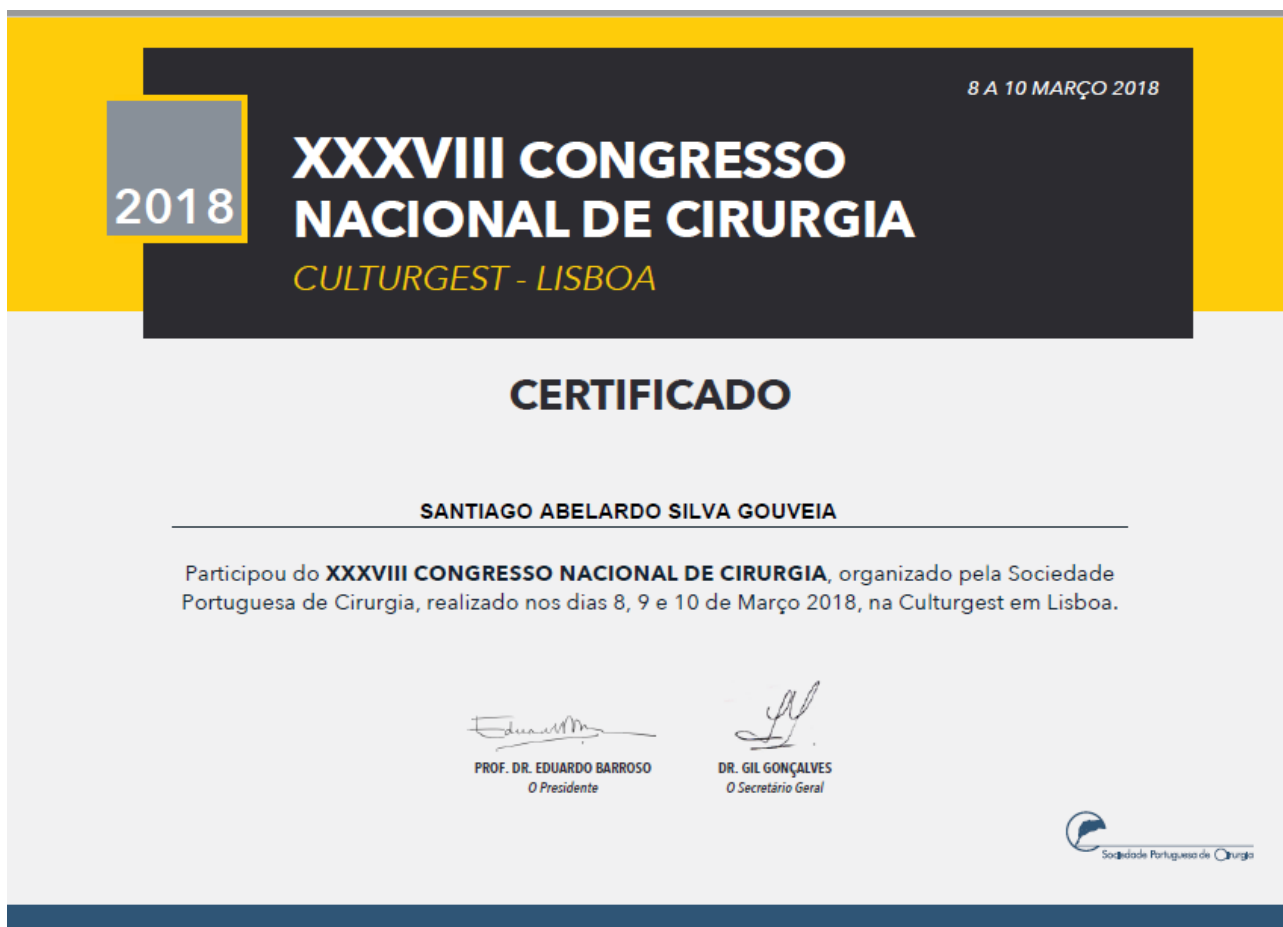 8 A 10 MARÇO 2018
2018
XXXVIII CONGRESSO
NACIONAL DE CIRURGIA
CULTURGEST - LISBOA
CERTIFICADO
SANTIAGO ABELARDO SILVA GOUVEIA
Participou do XXXVIII CONGRESSO NACIONAL DE CIRURGIA, organizado pela Sociedade
Portuguesa de Cirurgia, realizado nos dias 8, 9 e 10 de Março 2018, na Culturgest em Lisboa.
PROF. DR. EDUARDO BARROSO
O Presidente
DR. GIL GONÇALVES
O Secretário Geral
Sociedade Portuguesa de Cirurgia